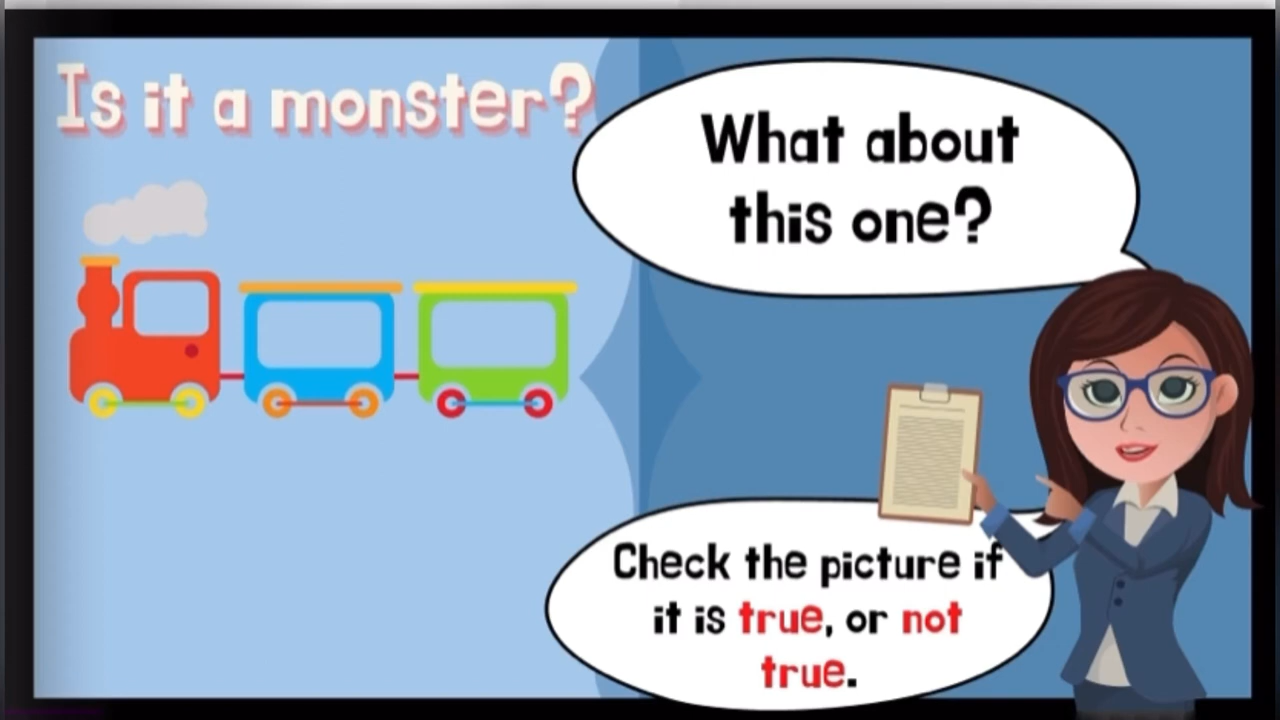 Is it a monster?
What about
this one?
Check the picture if
it is true, or not
true.